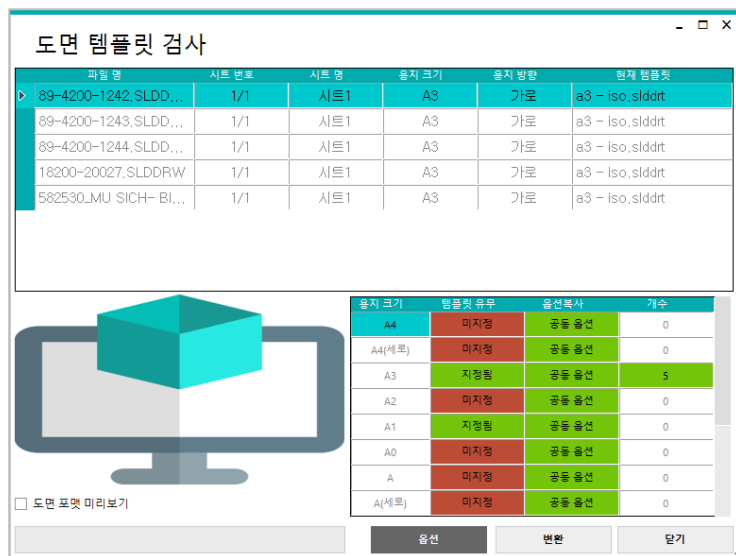 도면 템플릿 검사
파일 명 시트 번호 시트 명 용지 크기 용지 방향 현재 템플릿
89-4200-1242.SLDD... 1/1 시트1 A3 가로 a3 - iso.slddrt
89-4200-1243.SLDD... 1/1 시트1 A3 가로 a3 - iso.slddrt
89-4200-1244.SLDD... 1/1 시트1 A3 가로 a3 - iso.slddrt
18200-20027.SLDDRW 1/1 시트1 A3 가로 a3 - iso.slddrt
582530_MU SICH- BI... 1/1 시트1 A3 가로 a3 - iso.slddrt
용지 크기 템플릿 유무 옵션복사 개수
A4 미지정 공동 옵션 0
A4(세로) 미지정 공동 옵션 0
A3 지정됨 공동 옵션 5
A2 미지정 공동 옵션 0
A1 지정됨 공동 옵션 0
A0 미지정 공동 옵션 0
A 미지정 공동 옵션 0
A(세로) 미지정 공동 옵션 0
도면 포맷 미리보기
옵션 변환 닫기